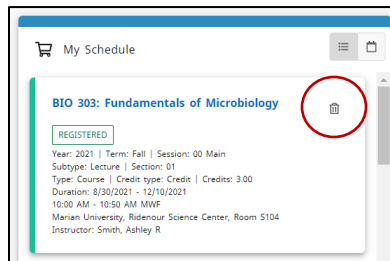 My Schedule
BIO 303: Fundamentals of Microbiology
REGISTERED
Year: 2021 | Term: Fall | Session: 00 Main
Subtype: Lecture | Section: 01
Type: Course | Credit type: Credit | Credits: 3.00
Duration: 8/30/2021 - 12/10/2021
10:00 AM - 10:50 AM MWF
Marian University, Ridenour Science Center, Room S104
Instructor: Smith, Ashley R